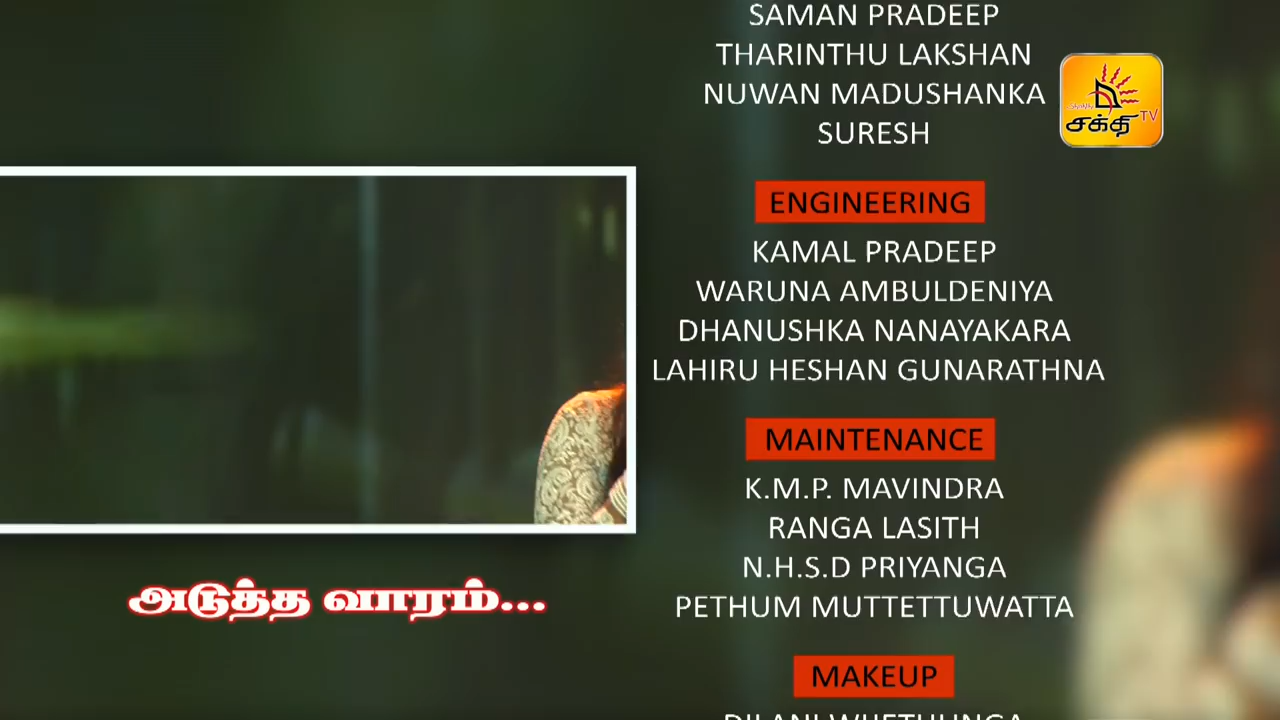 SAMAN PRADEEP
THARINTHU LAKSHAN
NUWAN MADUSHANKA
SURESH
சக்தி TV
ENGINEERING
KAMAL PRADEEP
WARUNA AMBULDENIYA
DHANUSHKA NANAYAKARA
LAHIRU HESHAN GUNARATHNA
MAINTENANCE
K.M.P. MAVINDRA
RANGA LASITH
N.H.S.D PRIYANGA
PETHUM MUTTETTUWATTA
அடுத்த வாரம்...
MAKEUP